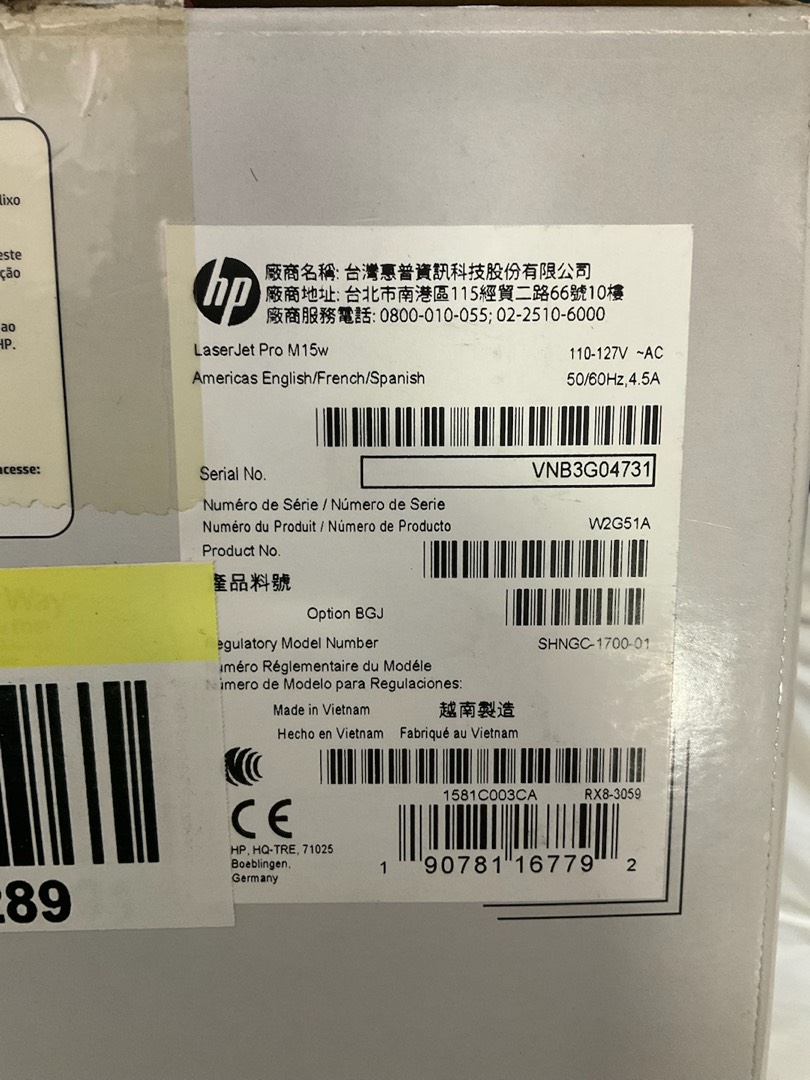 lixo
este
ção
ao
HP.
acesse:
hp
廠商名稱: 台灣惠普資訊科技股份有限公司
廠商地址: 台北市南港區115經貿二路66號10樓
廠商服務電話: 0800-010-055; 02-2510-6000
LaserJet Pro M15w 110-127V ~AC
Americas English/French/Spanish 50/60Hz,4.5A
Serial No. VNB3G04731
Numéro de Série / Número de Serie
Numéro du Produit / Número de Producto W2G51A
Product No.
產品料號
Option BGJ
egulatory Model Number SHNGC-1700-01
uméro Réglementaire du Modéle
úmero de Modelo para Regulaciones:
Made in Vietnam 越南製造
Hecho en Vietnam Fabriqué au Vietnam
1581C003CA RX8-3059
CE
HP, HQ-TRE, 71025
Boeblingen,
Germany
1 90781 16779 2
Way
289